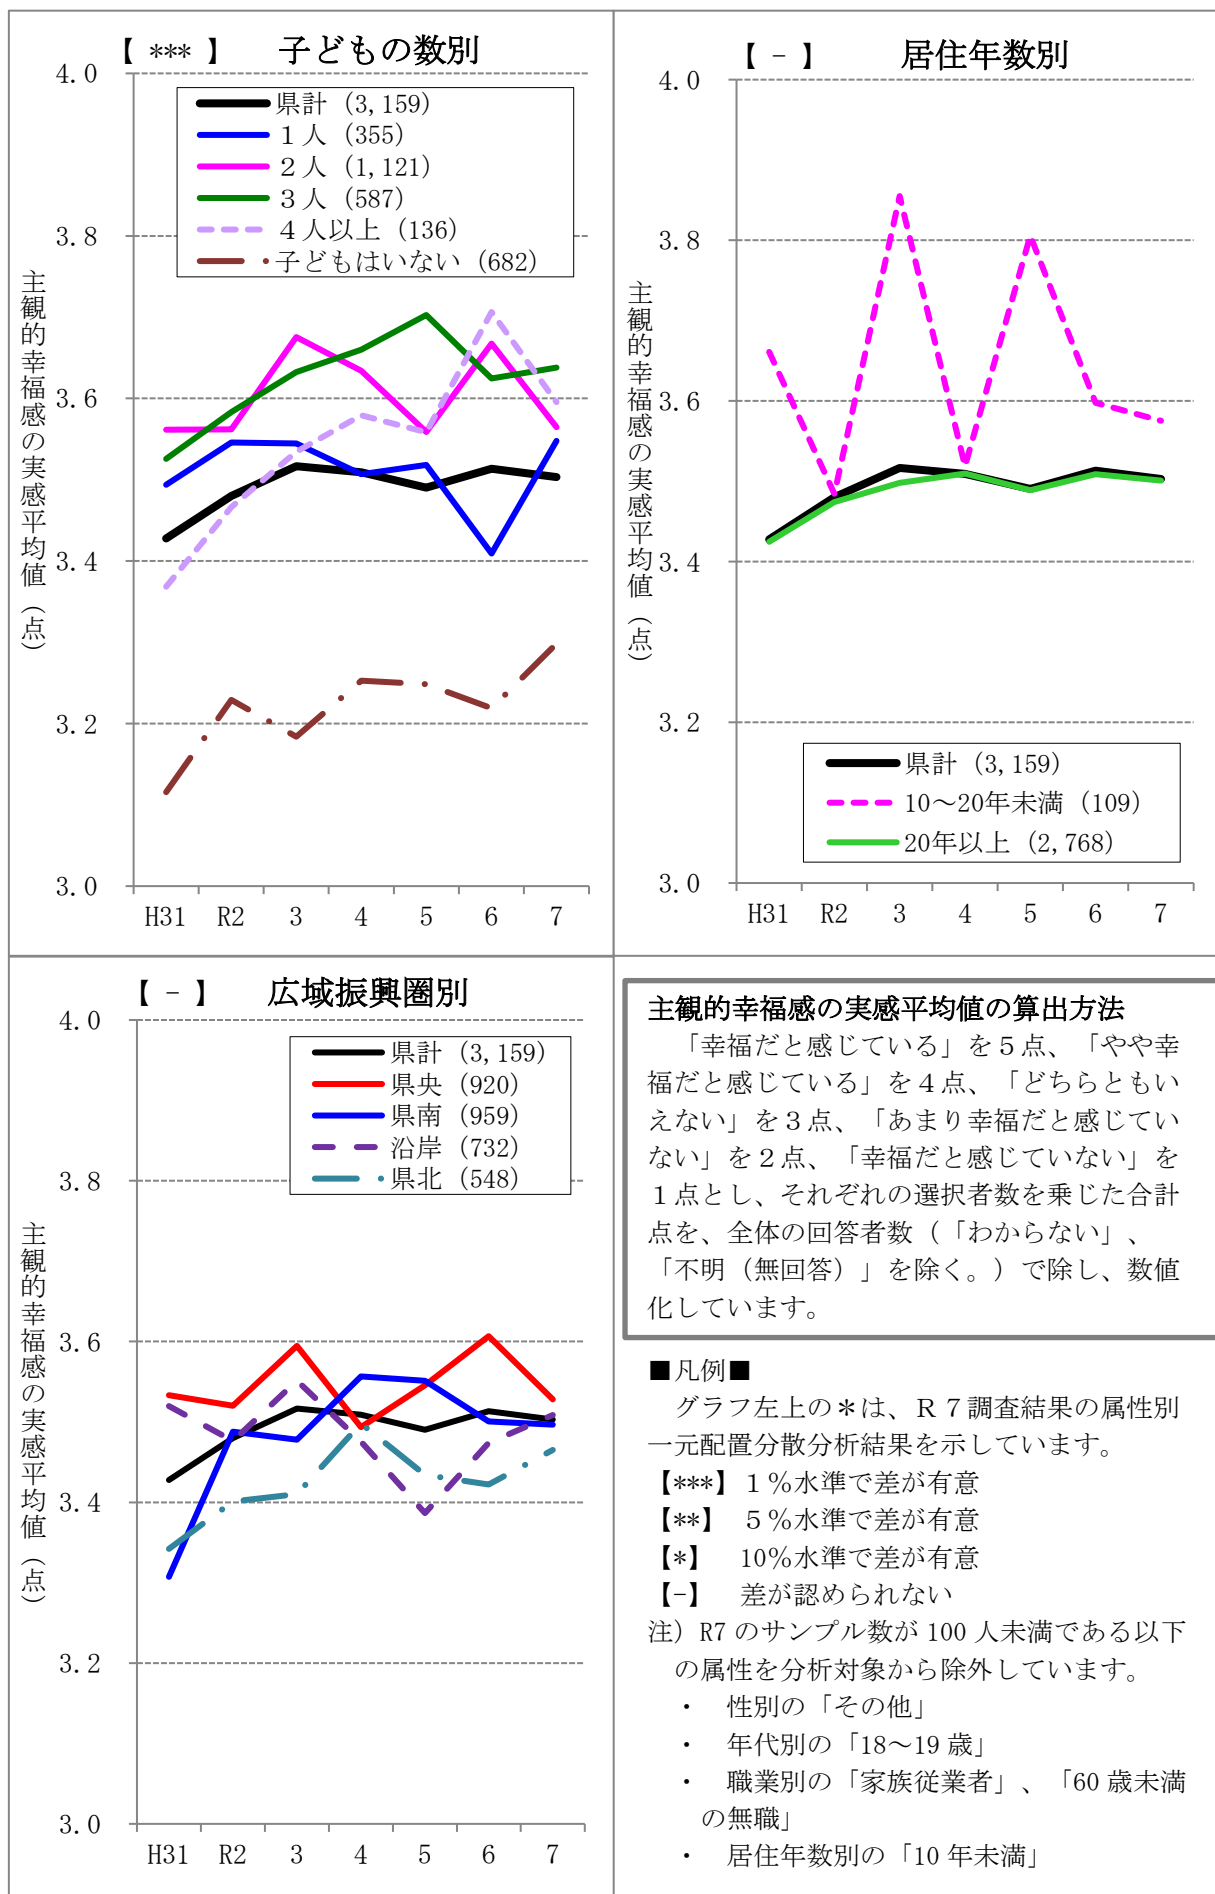 【 *** 】 子どもの数別
4.0
3.8
3.6
3.4
3.2
3.0
主観的幸福感の実感平均値（点）
県計（3,159）
１人（355）
２人（1,121）
３人（587）
４人以上（136）
子どもはいない（682）
H31 R2 3 4 5 6 7
【 - 】 居住年数別
4.0
3.8
3.6
3.4
3.2
3.0
主観的幸福感の実感平均値（点）
県計（3,159）
10～20年未満（109）
20年以上（2,768）
H31 R2 3 4 5 6 7
【 - 】 広域振興圏別
4.0
3.8
3.6
3.4
3.2
3.0
主観的幸福感の実感平均値（点）
県計（3,159）
県央（920）
県南（959）
沿岸（732）
県北（548）
H31 R2 3 4 5 6 7
主観的幸福感の実感平均値の算出方法
「幸福だと感じている」を５点、「やや幸
福だと感じている」を４点、「どちらともい
えない」を３点、「あまり幸福だと感じてい
ない」を２点、「幸福だと感じていない」を
１点とし、それぞれの選択者数を乗じた合計
点を、全体の回答者数（「わからない」、
「不明（無回答）」を除く。）で除し、数値
化しています。
■凡例■
グラフ左上の＊は、Ｒ７調査結果の属性別
一元配置分散分析結果を示しています。
【***】１％水準で差が有意
【**】 ５％水準で差が有意
【*】 10％水準で差が有意
【-】 差が認められない
注）R7 のサンプル数が 100 人未満である以下
の属性を分析対象から除外しています。
・ 性別の「その他」
・ 年代別の「18～19 歳」
・ 職業別の「家族従業者」、「60 歳未満
の無職」
・ 居住年数別の「10 年未満」